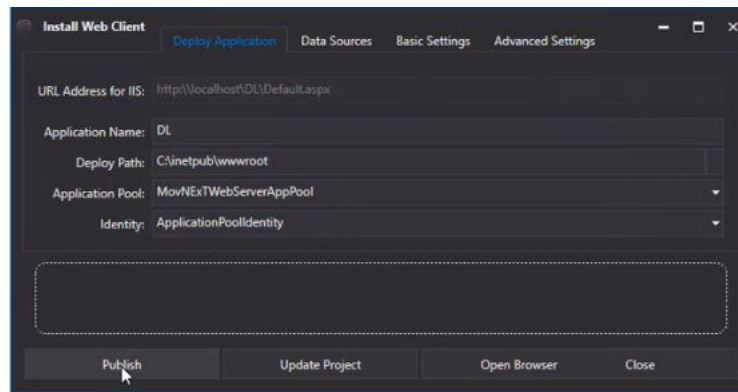 Install Web Client
Deploy Application Data Sources Basic Settings Advanced Settings
URL Address for IIS: http:\\localhost\DL\Default.aspx
Application Name: DL
Deploy Path: C:\inetpub\wwwroot
Application Pool: MovNExTWebServerAppPool
Identity: ApplicationPoolIdentity
Publish Update Project Open Browser Close